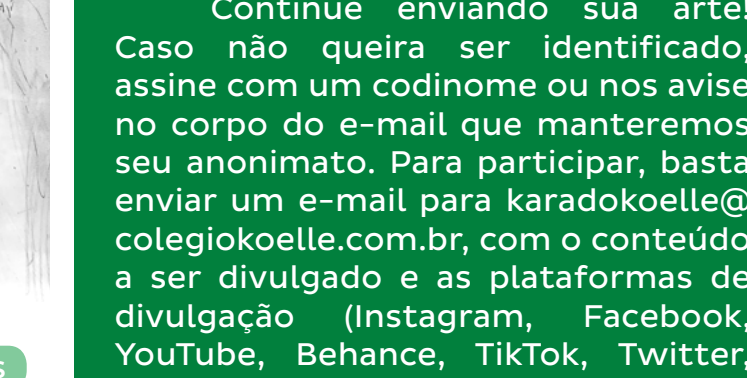 Continue enviando sua arte!
Caso não queira ser identificado,
assine com um codinome ou nos avise
no corpo do e-mail que manteremos
seu anonimato. Para participar, basta
enviar um e-mail para karadokoelle@
colegiokoelle.com.br, com o conteúdo
a ser divulgado e as plataformas de
divulgação (Instagram, Facebook,
YouTube, Behance, TikTok, Twitter,